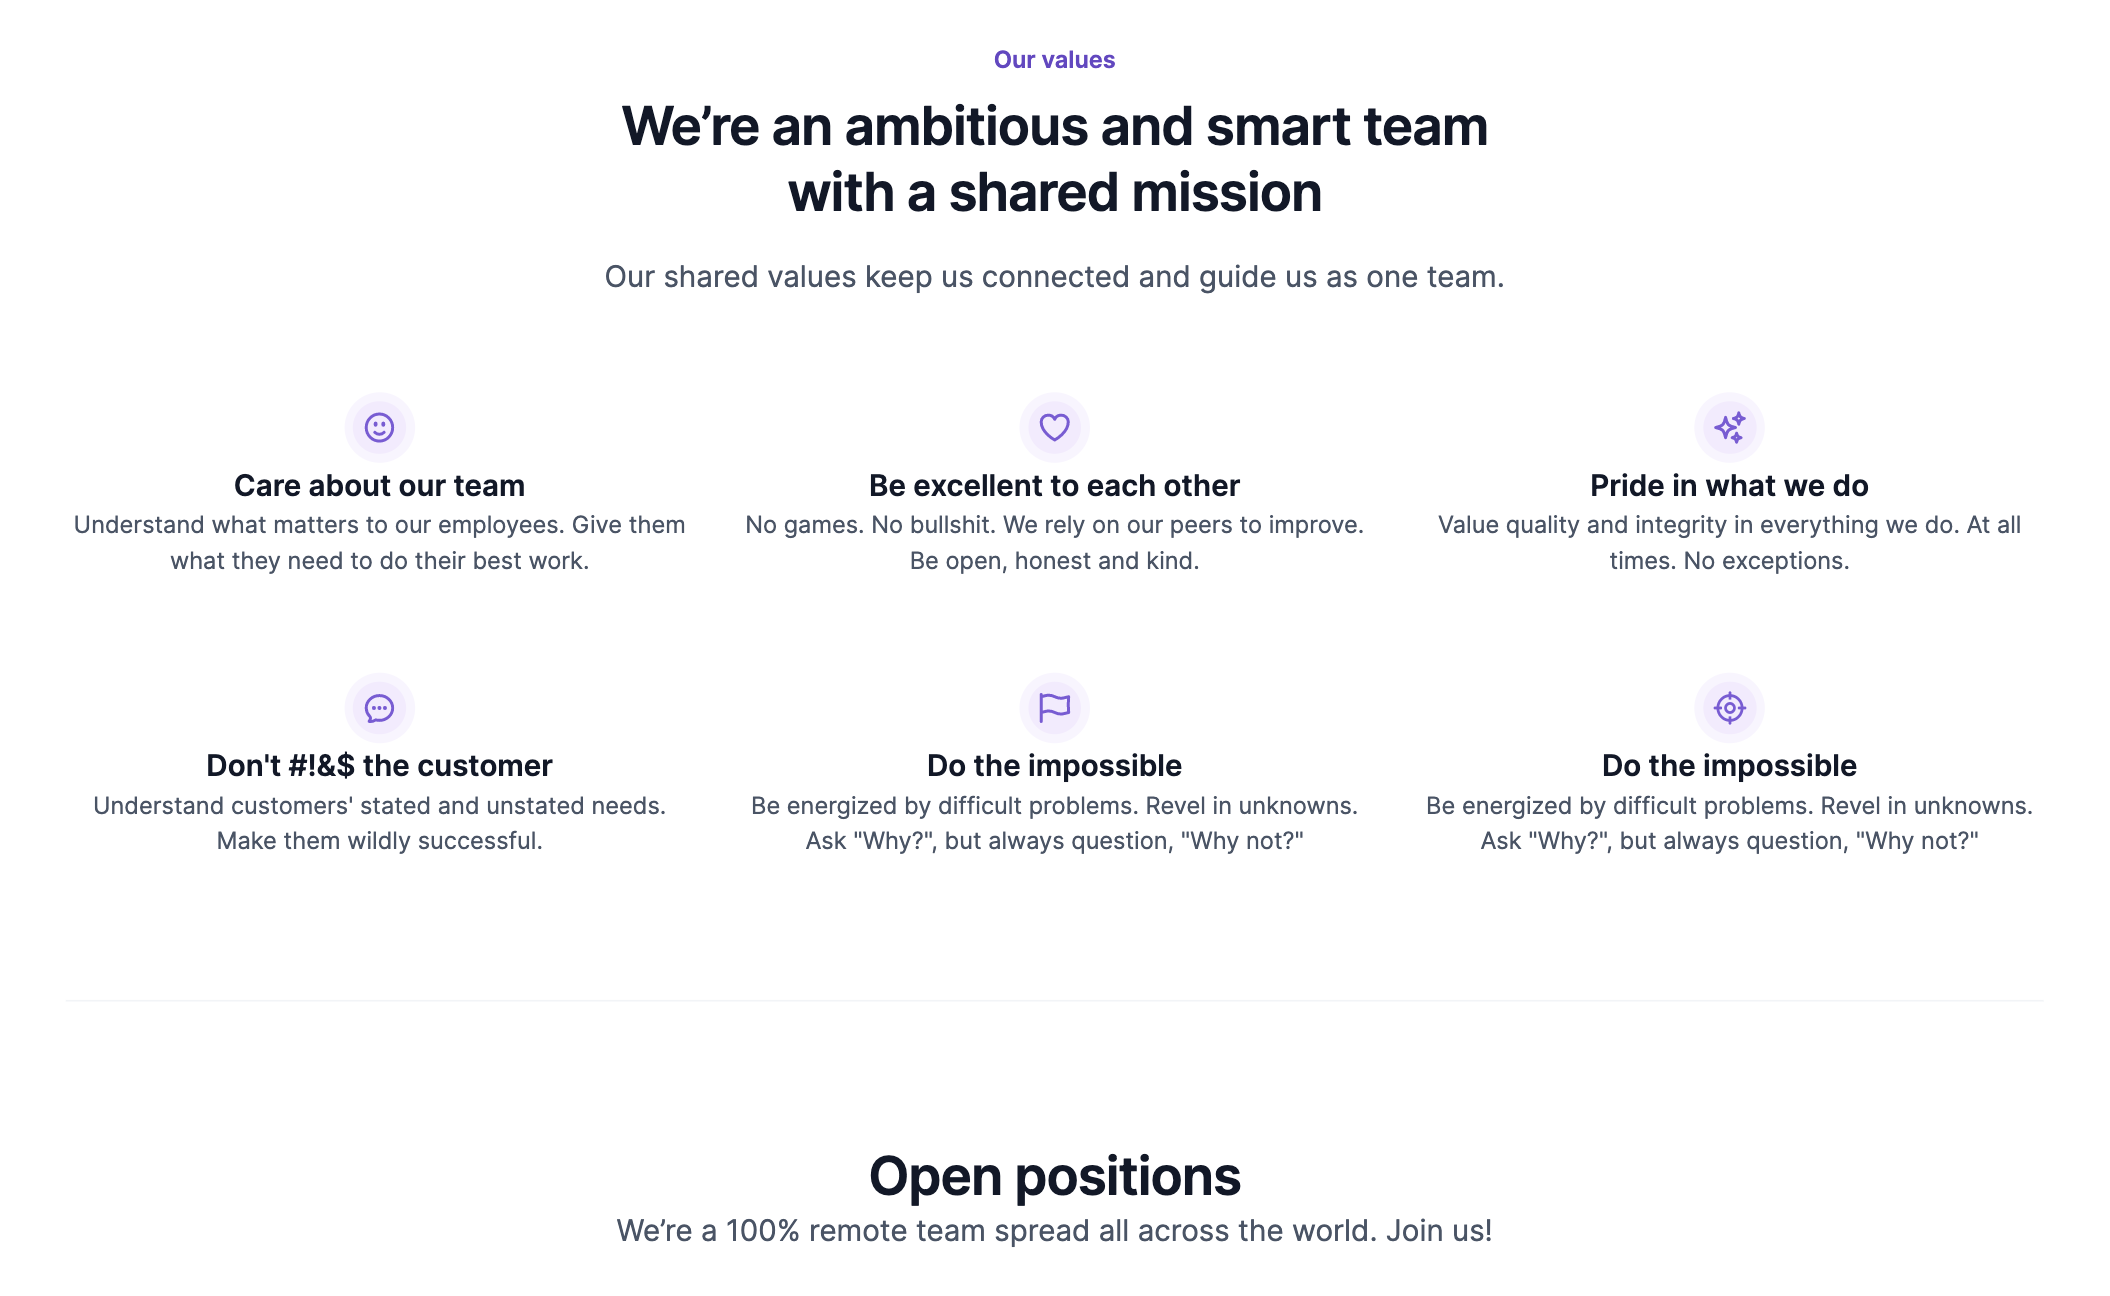 Our values
We’re an ambitious and smart team
with a shared mission
Our shared values keep us connected and guide us as one team.
Care about our team
Understand what matters to our employees. Give them
what they need to do their best work.
Be excellent to each other
No games. No bullshit. We rely on our peers to improve.
Be open, honest and kind.
Pride in what we do
Value quality and integrity in everything we do. At all
times. No exceptions.
Don't #!&$ the customer
Understand customers' stated and unstated needs.
Make them wildly successful.
Do the impossible
Be energized by difficult problems. Revel in unknowns.
Ask "Why?", but always question, "Why not?"
Do the impossible
Be energized by difficult problems. Revel in unknowns.
Ask "Why?", but always question, "Why not?"
Open positions
We’re a 100% remote team spread all across the world. Join us!